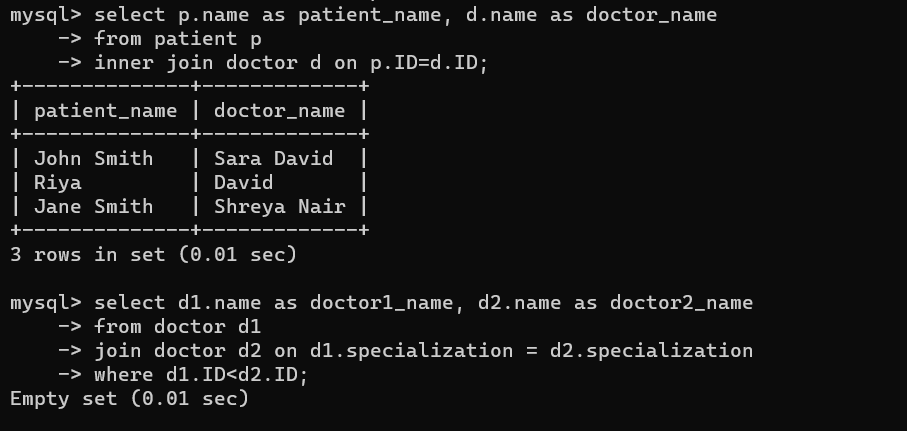 mysql> select p.name as patient_name, d.name as doctor_name
    -> from patient p
    -> inner join doctor d on p.ID=d.ID;
+--------------+-------------+
| patient_name | doctor_name |
+--------------+-------------+
| John Smith   | Sara David  |
| Riya         | David       |
| Jane Smith   | Shreya Nair |
+--------------+-------------+
3 rows in set (0.01 sec)

mysql> select d1.name as doctor1_name, d2.name as doctor2_name
    -> from doctor d1
    -> join doctor d2 on d1.specialization = d2.specialization
    -> where d1.ID<d2.ID;
Empty set (0.01 sec)